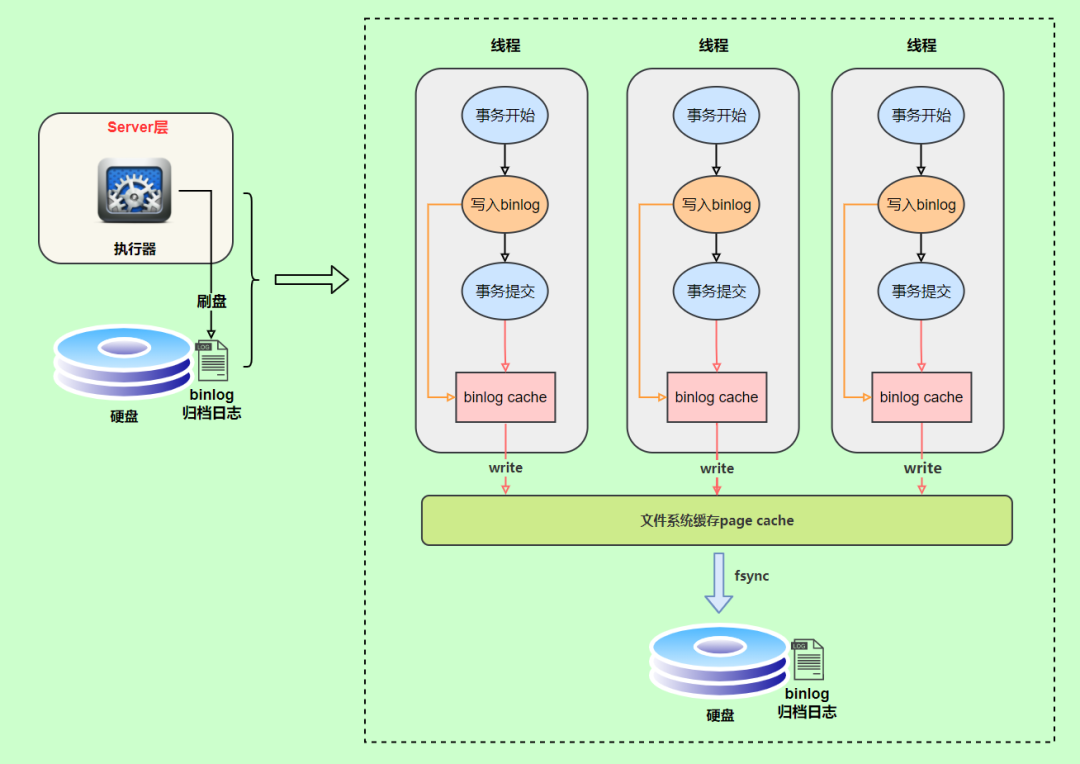 线程
线程
线程
Server层
执行器
刷盘
LOG
binlog
归档日志
硬盘
事务开始
写入binlog
事务提交
binlog cache
write
事务开始
写入binlog
事务提交
binlog cache
write
事务开始
写入binlog
事务提交
binlog cache
write
文件系统缓存page cache
fsync
LOG
binlog
归档日志
硬盘